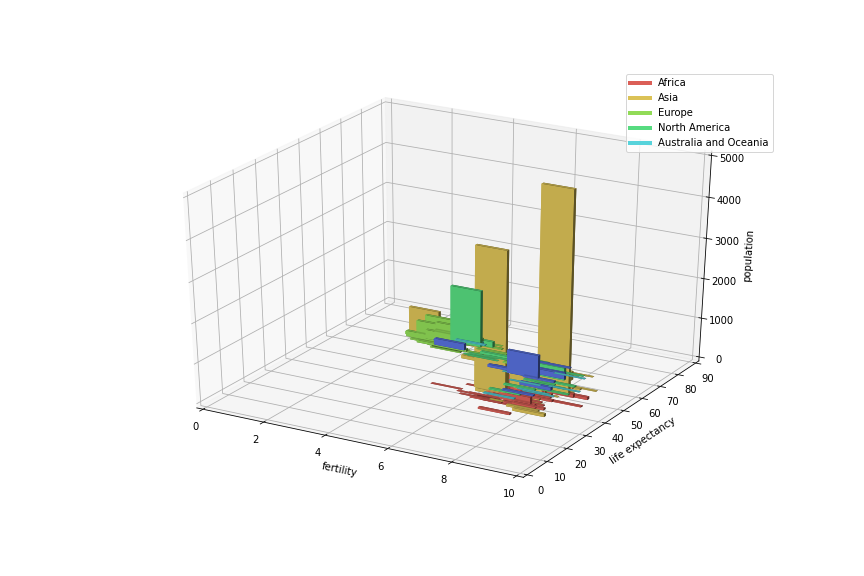 Africa
Asia
Europe
North America
Australia and Oceania
5000
4000
3000
2000
1000
0
population
90
80
70
60
50
40
30
20
10
0
life expectancy
0
2
4
6
8
10
fertility